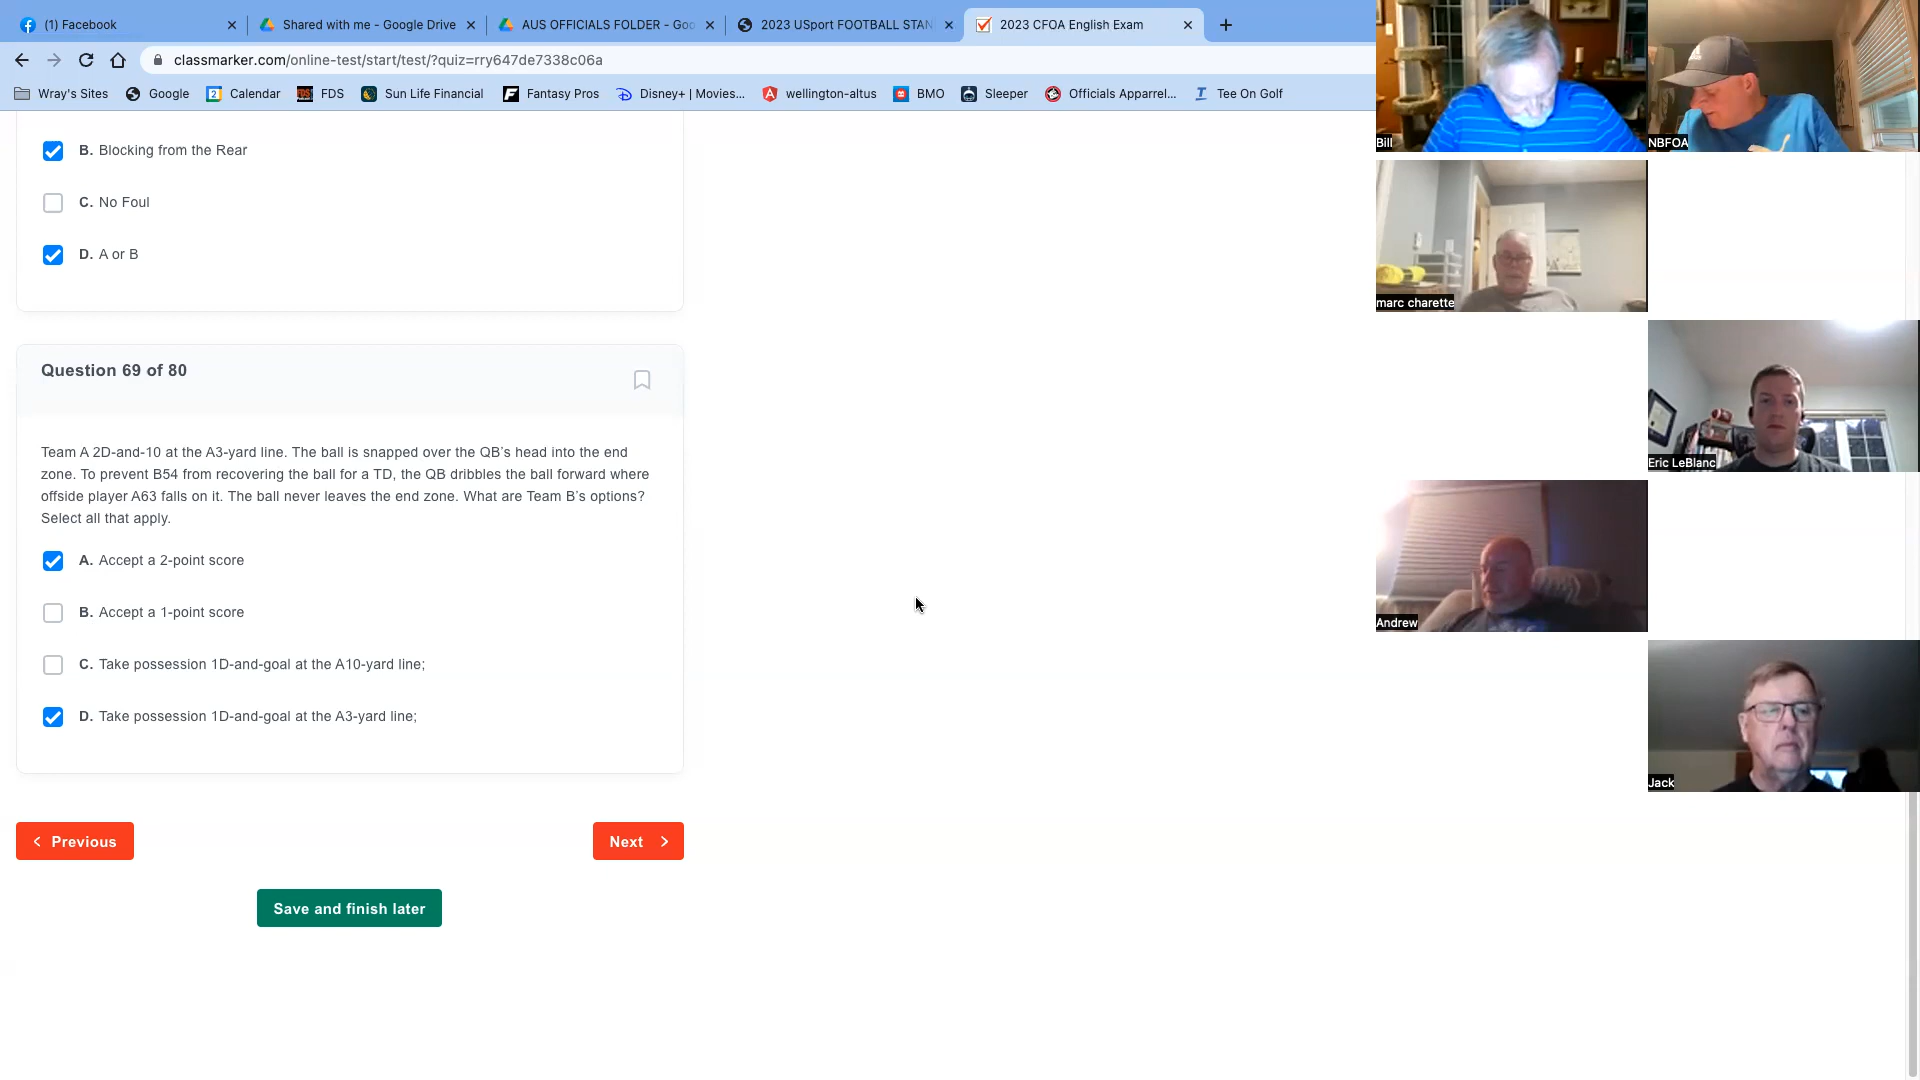 (1) Facebook
Shared with me - Google Drive
AUS OFFICIALS FOLDER - Goo
2023 USport FOOTBALL STAN
2023 CFOA English Exam
classmarker.com/online-test/start/test/?quiz=rry647de7338c06a
Wray's Sites
Google
2 Calendar
FDS
Sun Life Financial
Fantasy Pros
Disney+ | Movies...
wellington-altus
BMO
Sleeper
Officials Apparrel...
Tee On Golf
B. Blocking from the Rear
C. No Foul
D. A or B
Question 69 of 80
Team A 2D-and-10 at the A3-yard line. The ball is snapped over the QB's head into the end
zone. To prevent B54 from recovering the ball for a TD, the QB dribbles the ball forward where
offside player A63 falls on it. The ball never leaves the end zone. What are Team B's options?
Select all that apply.
A. Accept a 2-point score
B. Accept a 1-point score
C. Take possession 1D-and-goal at the A10-yard line;
D. Take possession 1D-and-goal at the A3-yard line;
Previous
Next
Save and finish later
Bill
NBFOA
marc charette
Eric LeBlanc
Andrew
Jack